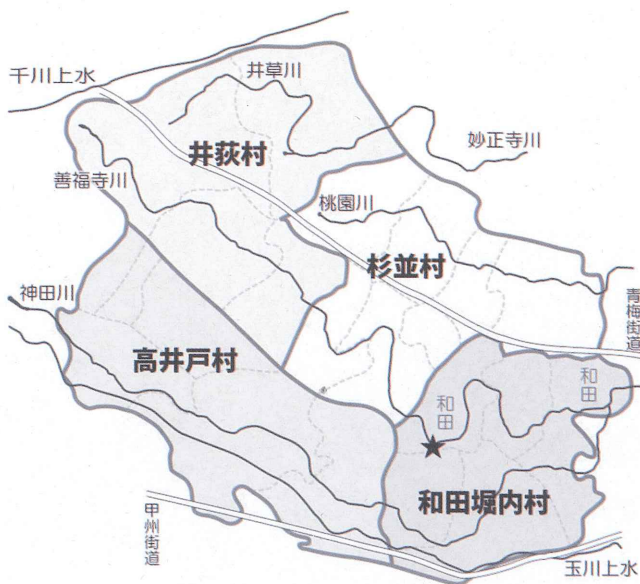 千川上水
井草川
妙正寺川
井荻村
善福寺川
桃園川
杉並村
神田川
青梅街道
高井戸村
和田
和田
和田堀内村
甲州街道
玉川上水